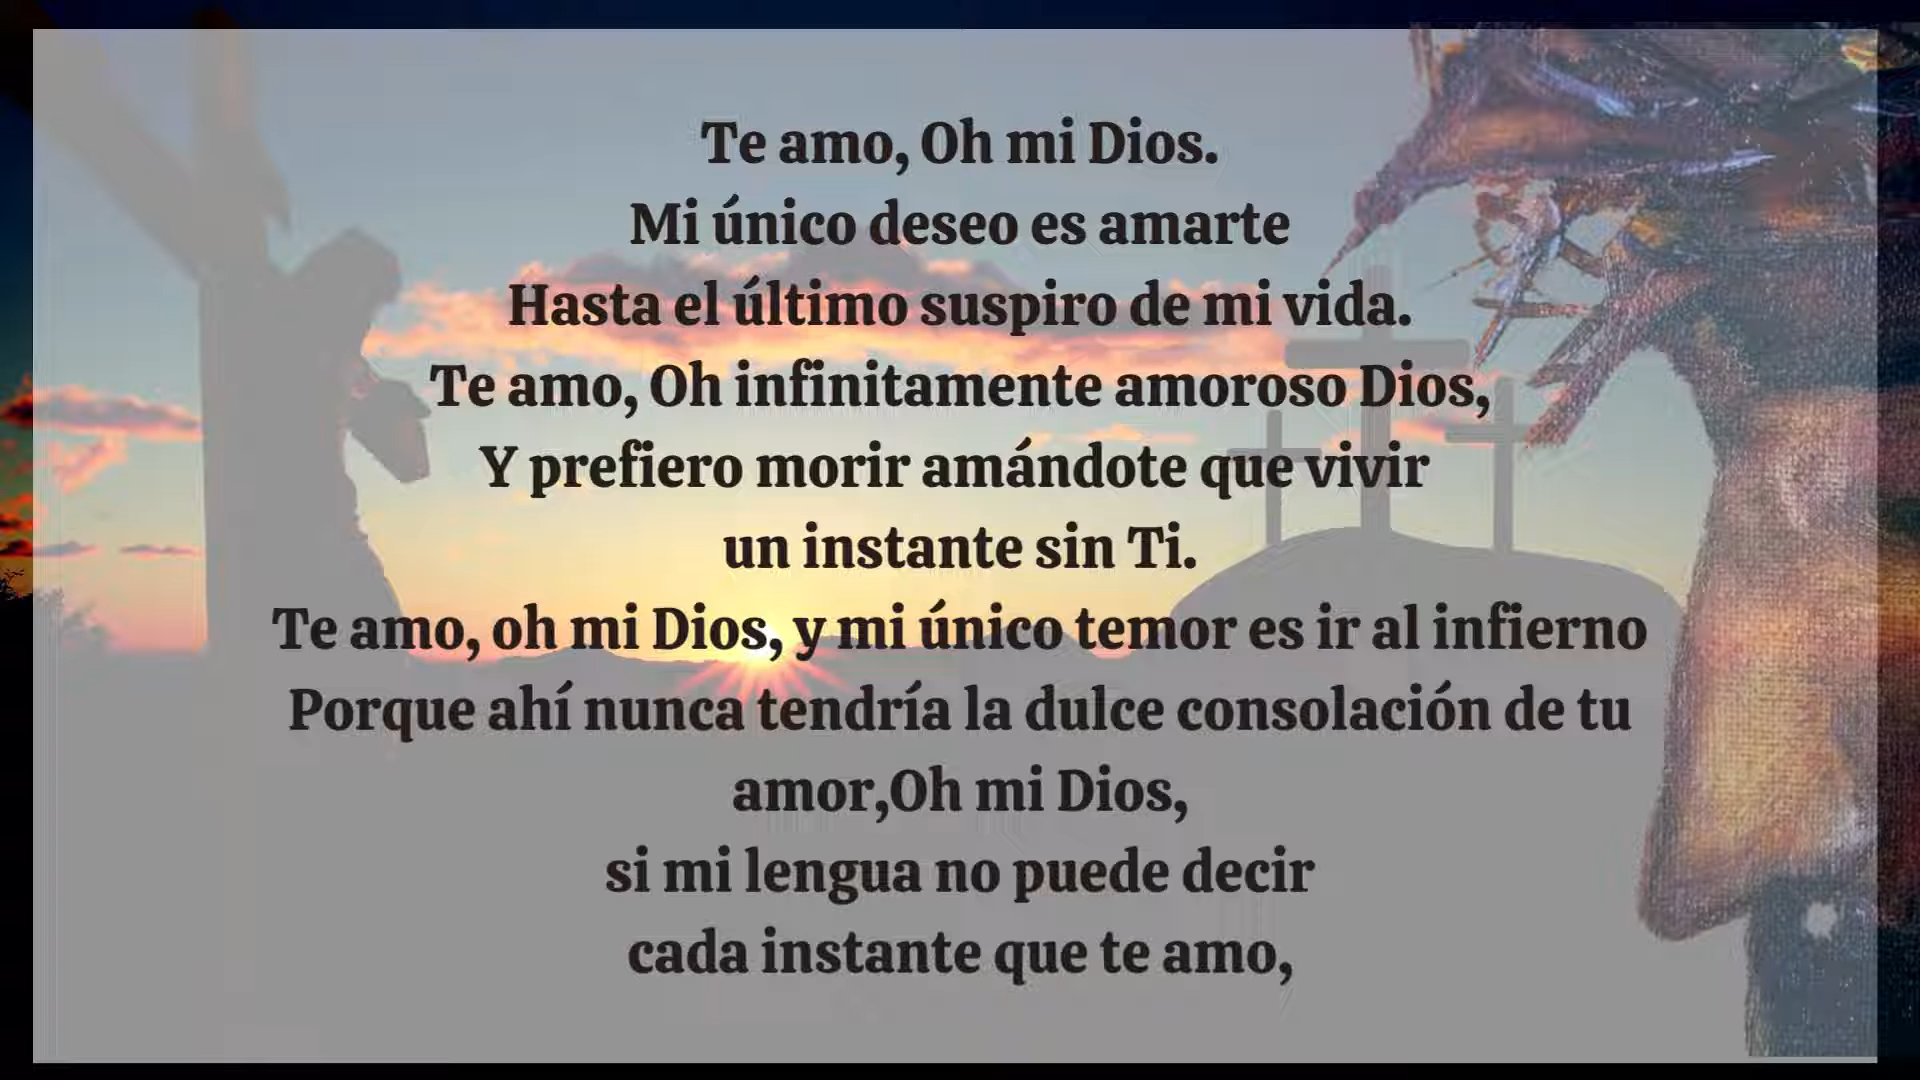 Te amo, Oh mi Dios.
Mi único deseo es amarte
Hasta el último suspiro de mi vida.
Te amo, Oh infinitamente amoroso Dios,
Y prefiero morir amándote que vivir
un instante sin Ti.
Te amo, oh mi Dios, y mi único temor es ir al infierno
Porque ahí nunca tendría la dulce consolación de tu
amor,Oh mi Dios,
si mi lengua no puede decir
cada instante que te amo,